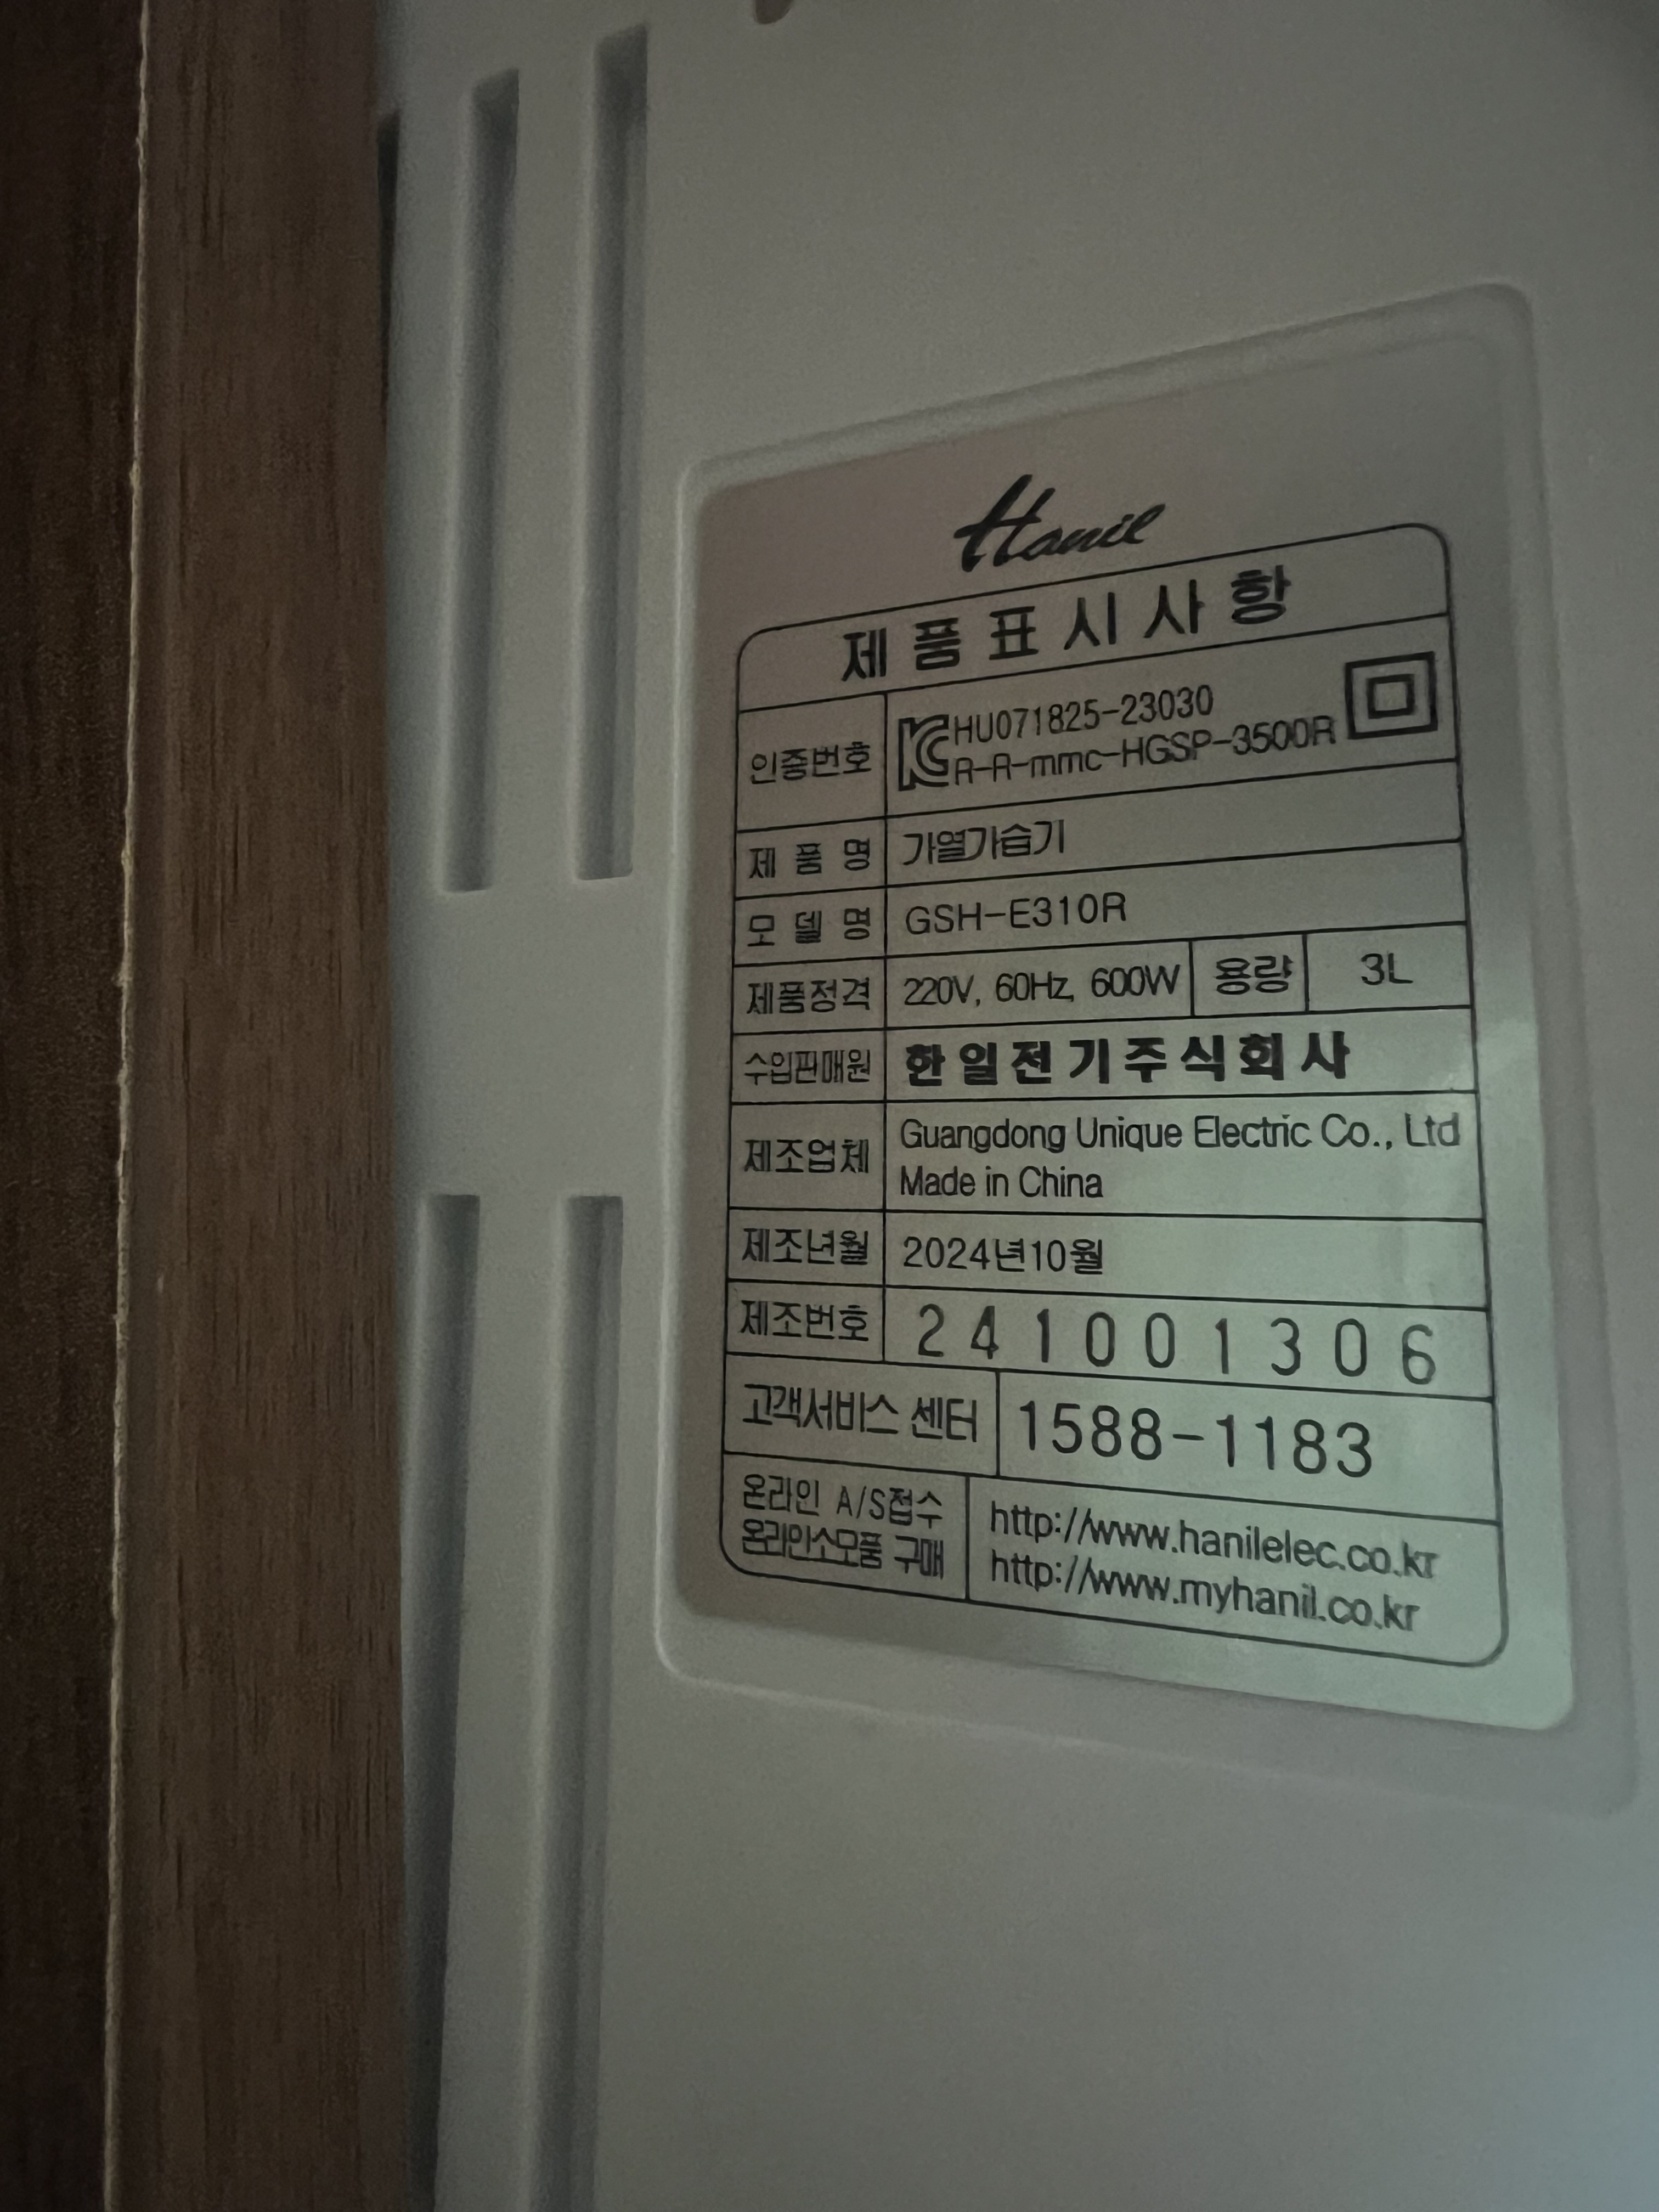 Hanil
제품표시사항
인증번호 HU071825-23030
R-R-mmc-HGSP-3500R
제품명 가열가습기
모델명 GSH-E310R
제품정격 220V, 60Hz, 600W 용량 3L
수입판매원 한일전기주식회사
제조업체 Guangdong Unique Electric Co., Ltd
Made in China
제조년월 2024년10월
제조번호 241001306
고객서비스 센터 1588-1183
온라인 A/S접수 http://www.hanilelec.co.kr
온라인소모품 구매 http://www.myhanil.co.kr